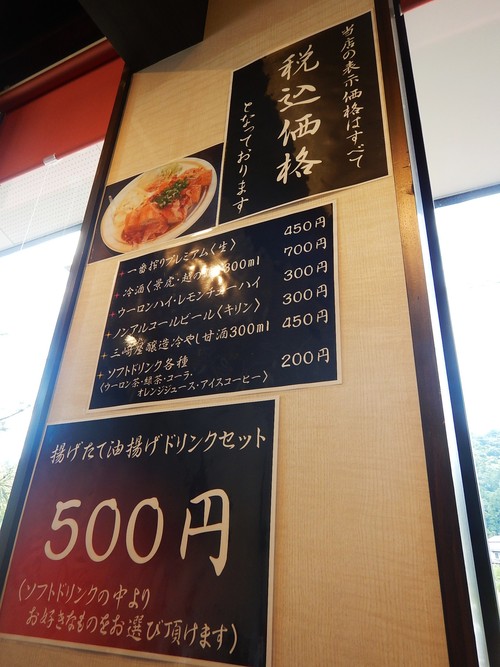 当店の表示価格はすべて
税込価格
となっております
一番搾りプレミアム〈生〉 450円
冷酒〈景虎・越の 300ml 700円
ウーロンハイ・レモンチューハイ 300円
ノンアルコールビール〈キリン〉 300円
三崎屋醸造冷やし甘酒300ml 450円
ソフトドリンク各種 200円
〈ウーロン茶・緑茶・コーラ・
オレンジジュース・アイスコーヒー〉
揚げたて油揚げドリンクセット
500円
(ソフトドリンクの中より
お好きなものをお選び頂けます)